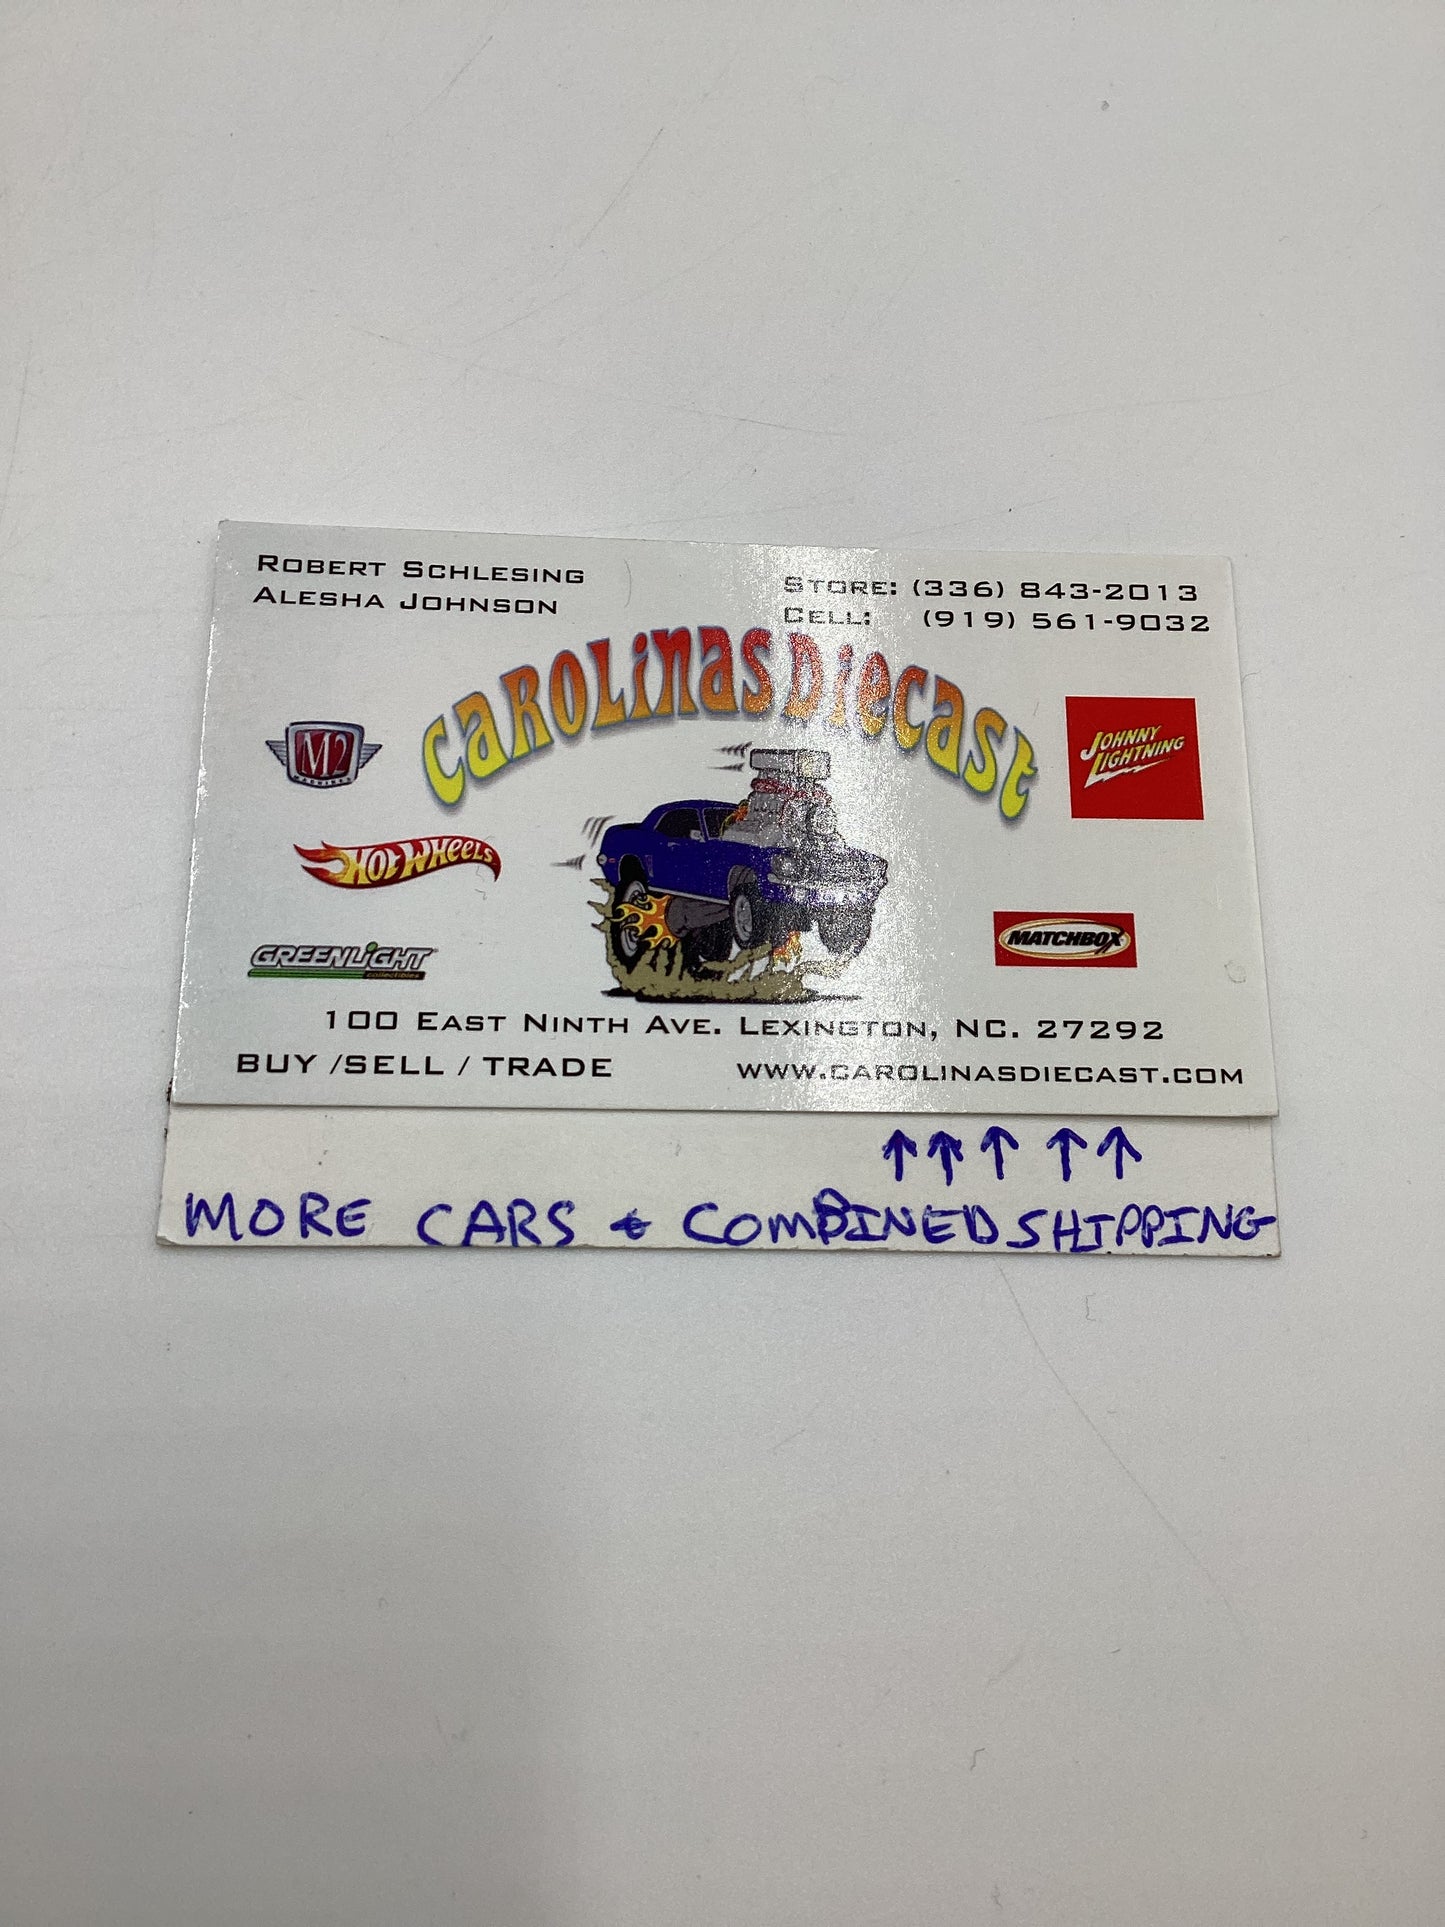 ROBERT SCHLESING
ALESHA JOHNSON
STORE: (336) 843-2013
CELL: (919) 561-9032
CAROLINAS DIECAST
M2
MACHINES
JOHNNY
LIGHTNING
HOT WHEELS
MATCHBOX
GREENLIGHT
collectibles
100 EAST NINTH AVE. LEXINGTON, NC. 27292
BUY /SELL / TRADE
WWW.CAROLINASDIECAST.COM
↑↑↑ ↑↑
MORE CARS & COMBINED SHIPPING